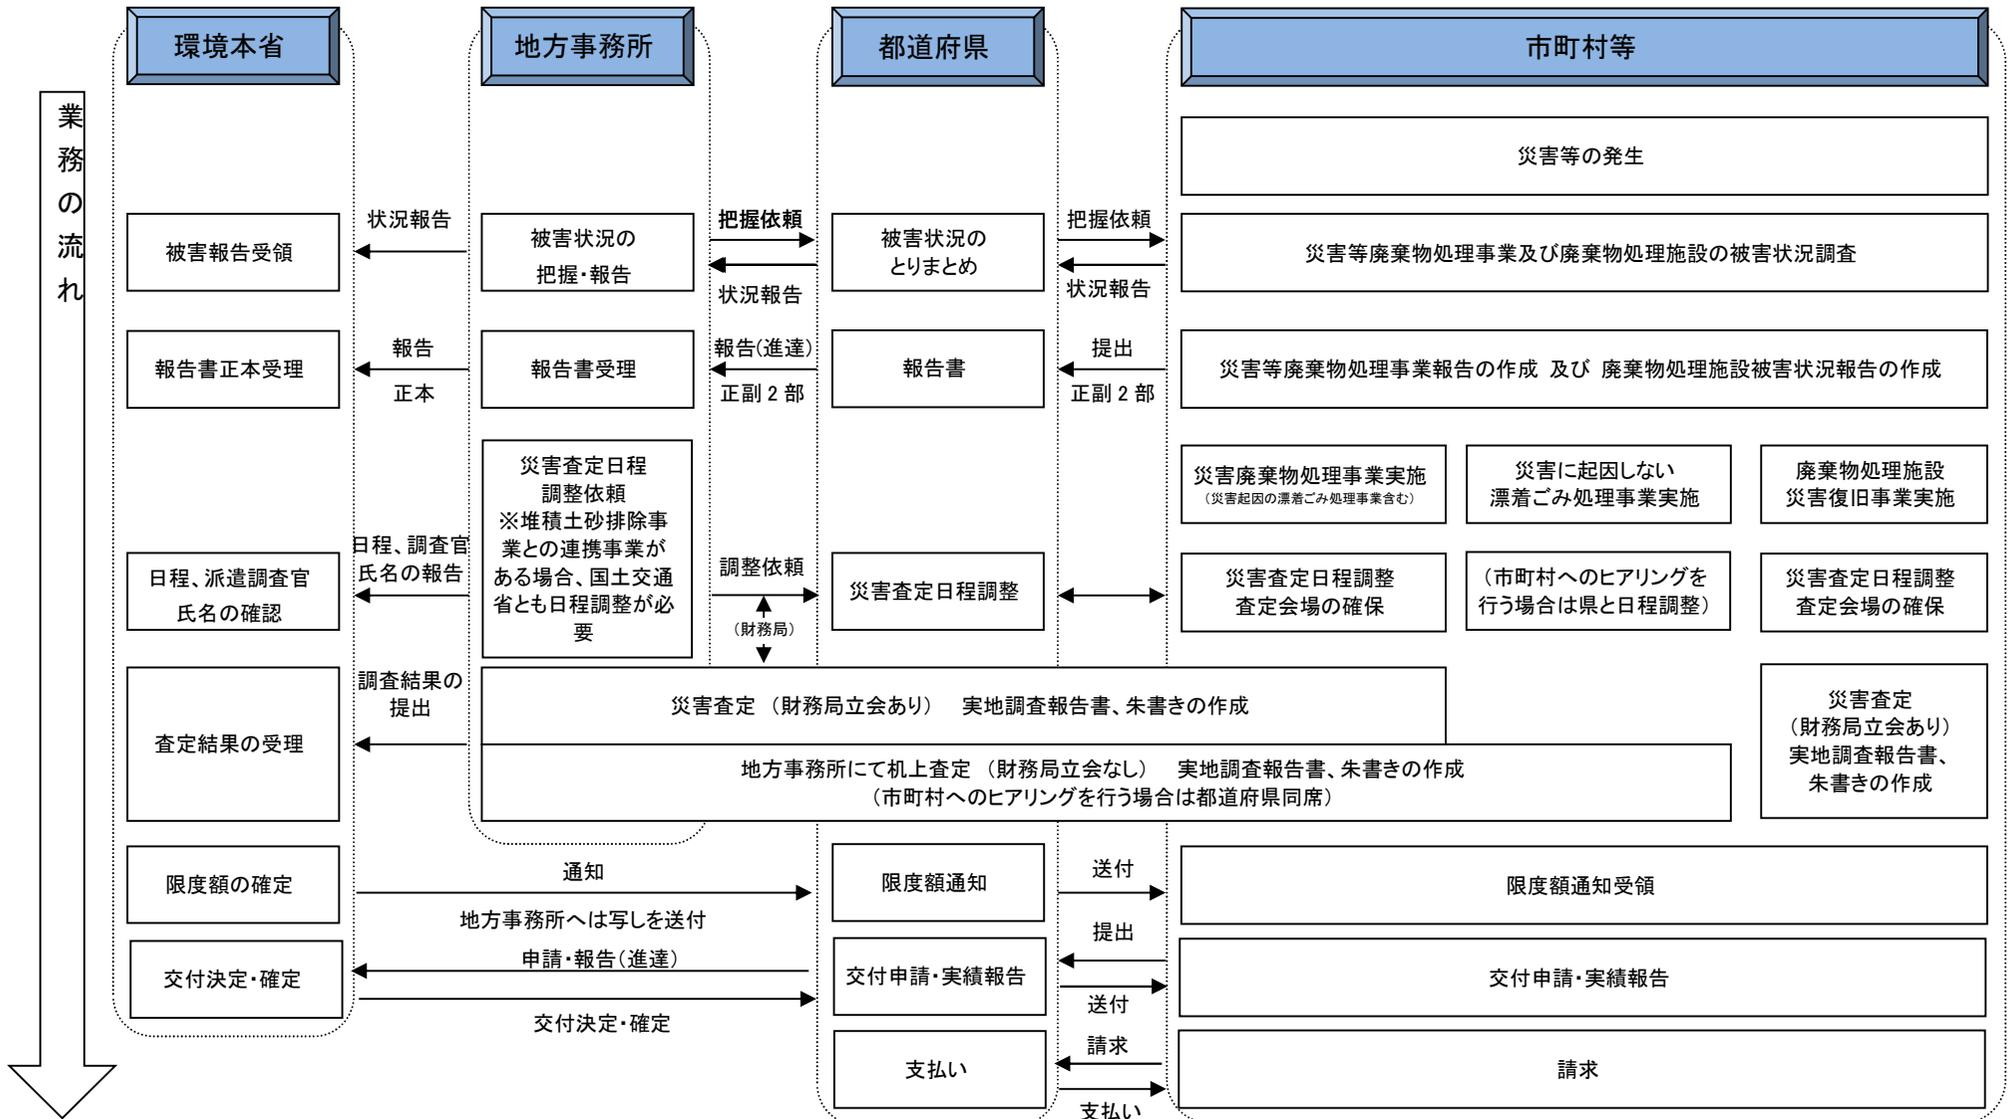 環境本省
地方事務所
都道府県
市町村等
業務の流れ
災害等の発生
被害報告受領
状況報告
被害状況の
把握・報告
把握依頼
状況報告
被害状況の
とりまとめ
把握依頼
状況報告
災害等廃棄物処理事業及び廃棄物処理施設の被害状況調査
報告書正本受理
報告
正本
報告書受理
報告(進達)
正副2部
報告書
提出
正副2部
災害等廃棄物処理事業報告の作成 及び 廃棄物処理施設被害状況報告の作成
災害査定日程
調整依頼
※堆積土砂排除事
業との連携事業が
ある場合、国土交通
省とも日程調整が必
要
災害廃棄物処理事業実施
(災害起因の漂着ごみ処理事業含む)
災害に起因しない
漂着ごみ処理事業実施
廃棄物処理施設
災害復旧事業実施
日程、派遣調査官
氏名の確認
日程、調査官
氏名の報告
調整依頼
(財務局)
災害査定日程調整
災害査定日程調整
査定会場の確保
(市町村へのヒアリングを
行う場合は県と日程調整)
災害査定日程調整
査定会場の確保
査定結果の受理
調査結果の
提出
災害査定 (財務局立会あり) 実地調査報告書、朱書きの作成
地方事務所にて机上査定 (財務局立会なし) 実地調査報告書、朱書きの作成
(市町村へのヒアリングを行う場合は都道府県同席)
災害査定
(財務局立会あり)
実地調査報告書、
朱書きの作成
限度額の確定
通知
地方事務所へは写しを送付
限度額通知
送付
限度額通知受領
交付決定・確定
申請・報告(進達)
交付決定・確定
交付申請・実績報告
提出
送付
交付申請・実績報告
支払い
請求
支払い
請求